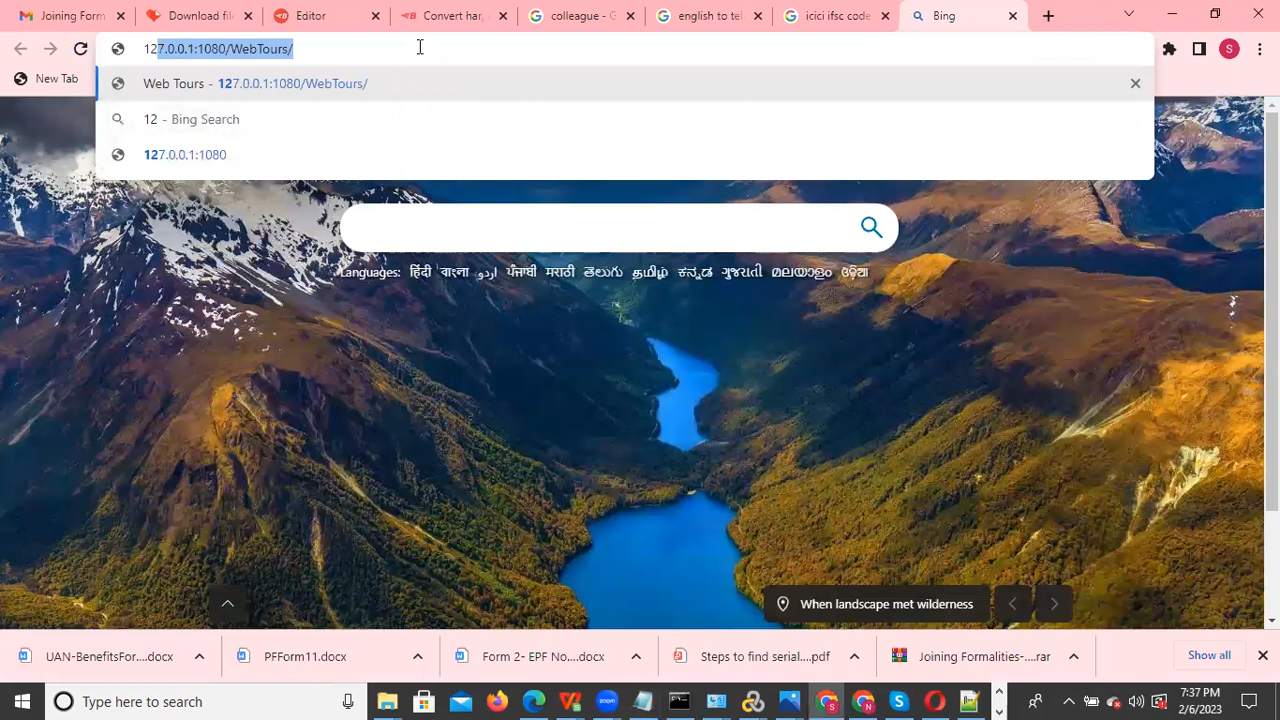 Joining Form
Download file
Editor
Convert har,
colleague - G
english to tel
icici ifsc code
Bing
127.0.0.1:1080/WebTours/
S
New Tab
Web Tours - 127.0.0.1:1080/WebTours/
12 - Bing Search
127.0.0.1:1080
Languages: हिंदी বাংলা اردو ਪੰਜਾਬੀ मराठी తెలుగు தமிழ் ಕನ್ನಡ ગુજરાતી മലയാളം ଓଡ଼ିଆ
When landscape met wilderness
UAN-BenefitsFor....docx
PFForm11.docx
Form 2- EPF No....docx
Steps to find serial....pdf
Joining Formalities-....rar
Show all
Type here to search
zoom
7:37 PM
2/6/2023